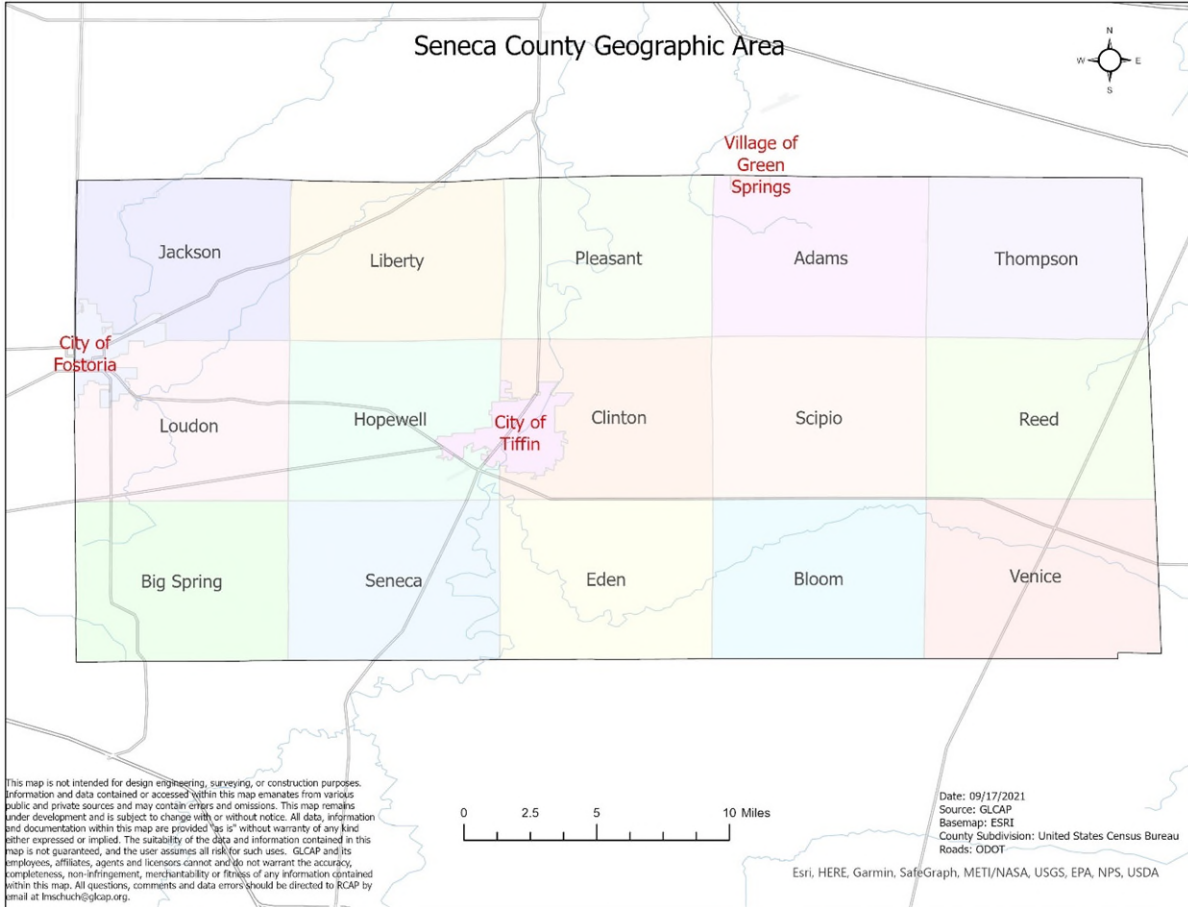 Seneca County Geographic Area
N
W E
S
Village of
Green
Springs
Jackson
Liberty
Pleasant
Adams
Thompson
City of
Fostoria
Loudon
Hopewell
City of
Tiffin
Clinton
Scipio
Reed
Big Spring
Seneca
Eden
Bloom
Venice
This map is not intended for design engineering, surveying, or construction purposes.
Information and data contained or accessed within this map emanates from various
public and private sources and may contain errors and omissions. This map remains
under development and is subject to change with or without notice. All data, information
and documentation within this map are provided "as is" without warranty of any kind
either expressed or implied. The suitability of the data and information contained in this
map is not guaranteed, and the user assumes all risk for such uses. GLCAP and its
employees, affiliates, agents and licensors cannot and do not warrant the accuracy,
completeness, non-infringement, merchantability or fitness of any information contained
within this map. All questions, comments and data errors should be directed to RCAP by
email at lmschuch@glcap.org.
0 2.5 5 10 Miles
Date: 09/17/2021
Source: GLCAP
Basemap: ESRI
County Subdivision: United States Census Bureau
Roads: ODOT
Esri, HERE, Garmin, SafeGraph, METI/NASA, USGS, EPA, NPS, USDA